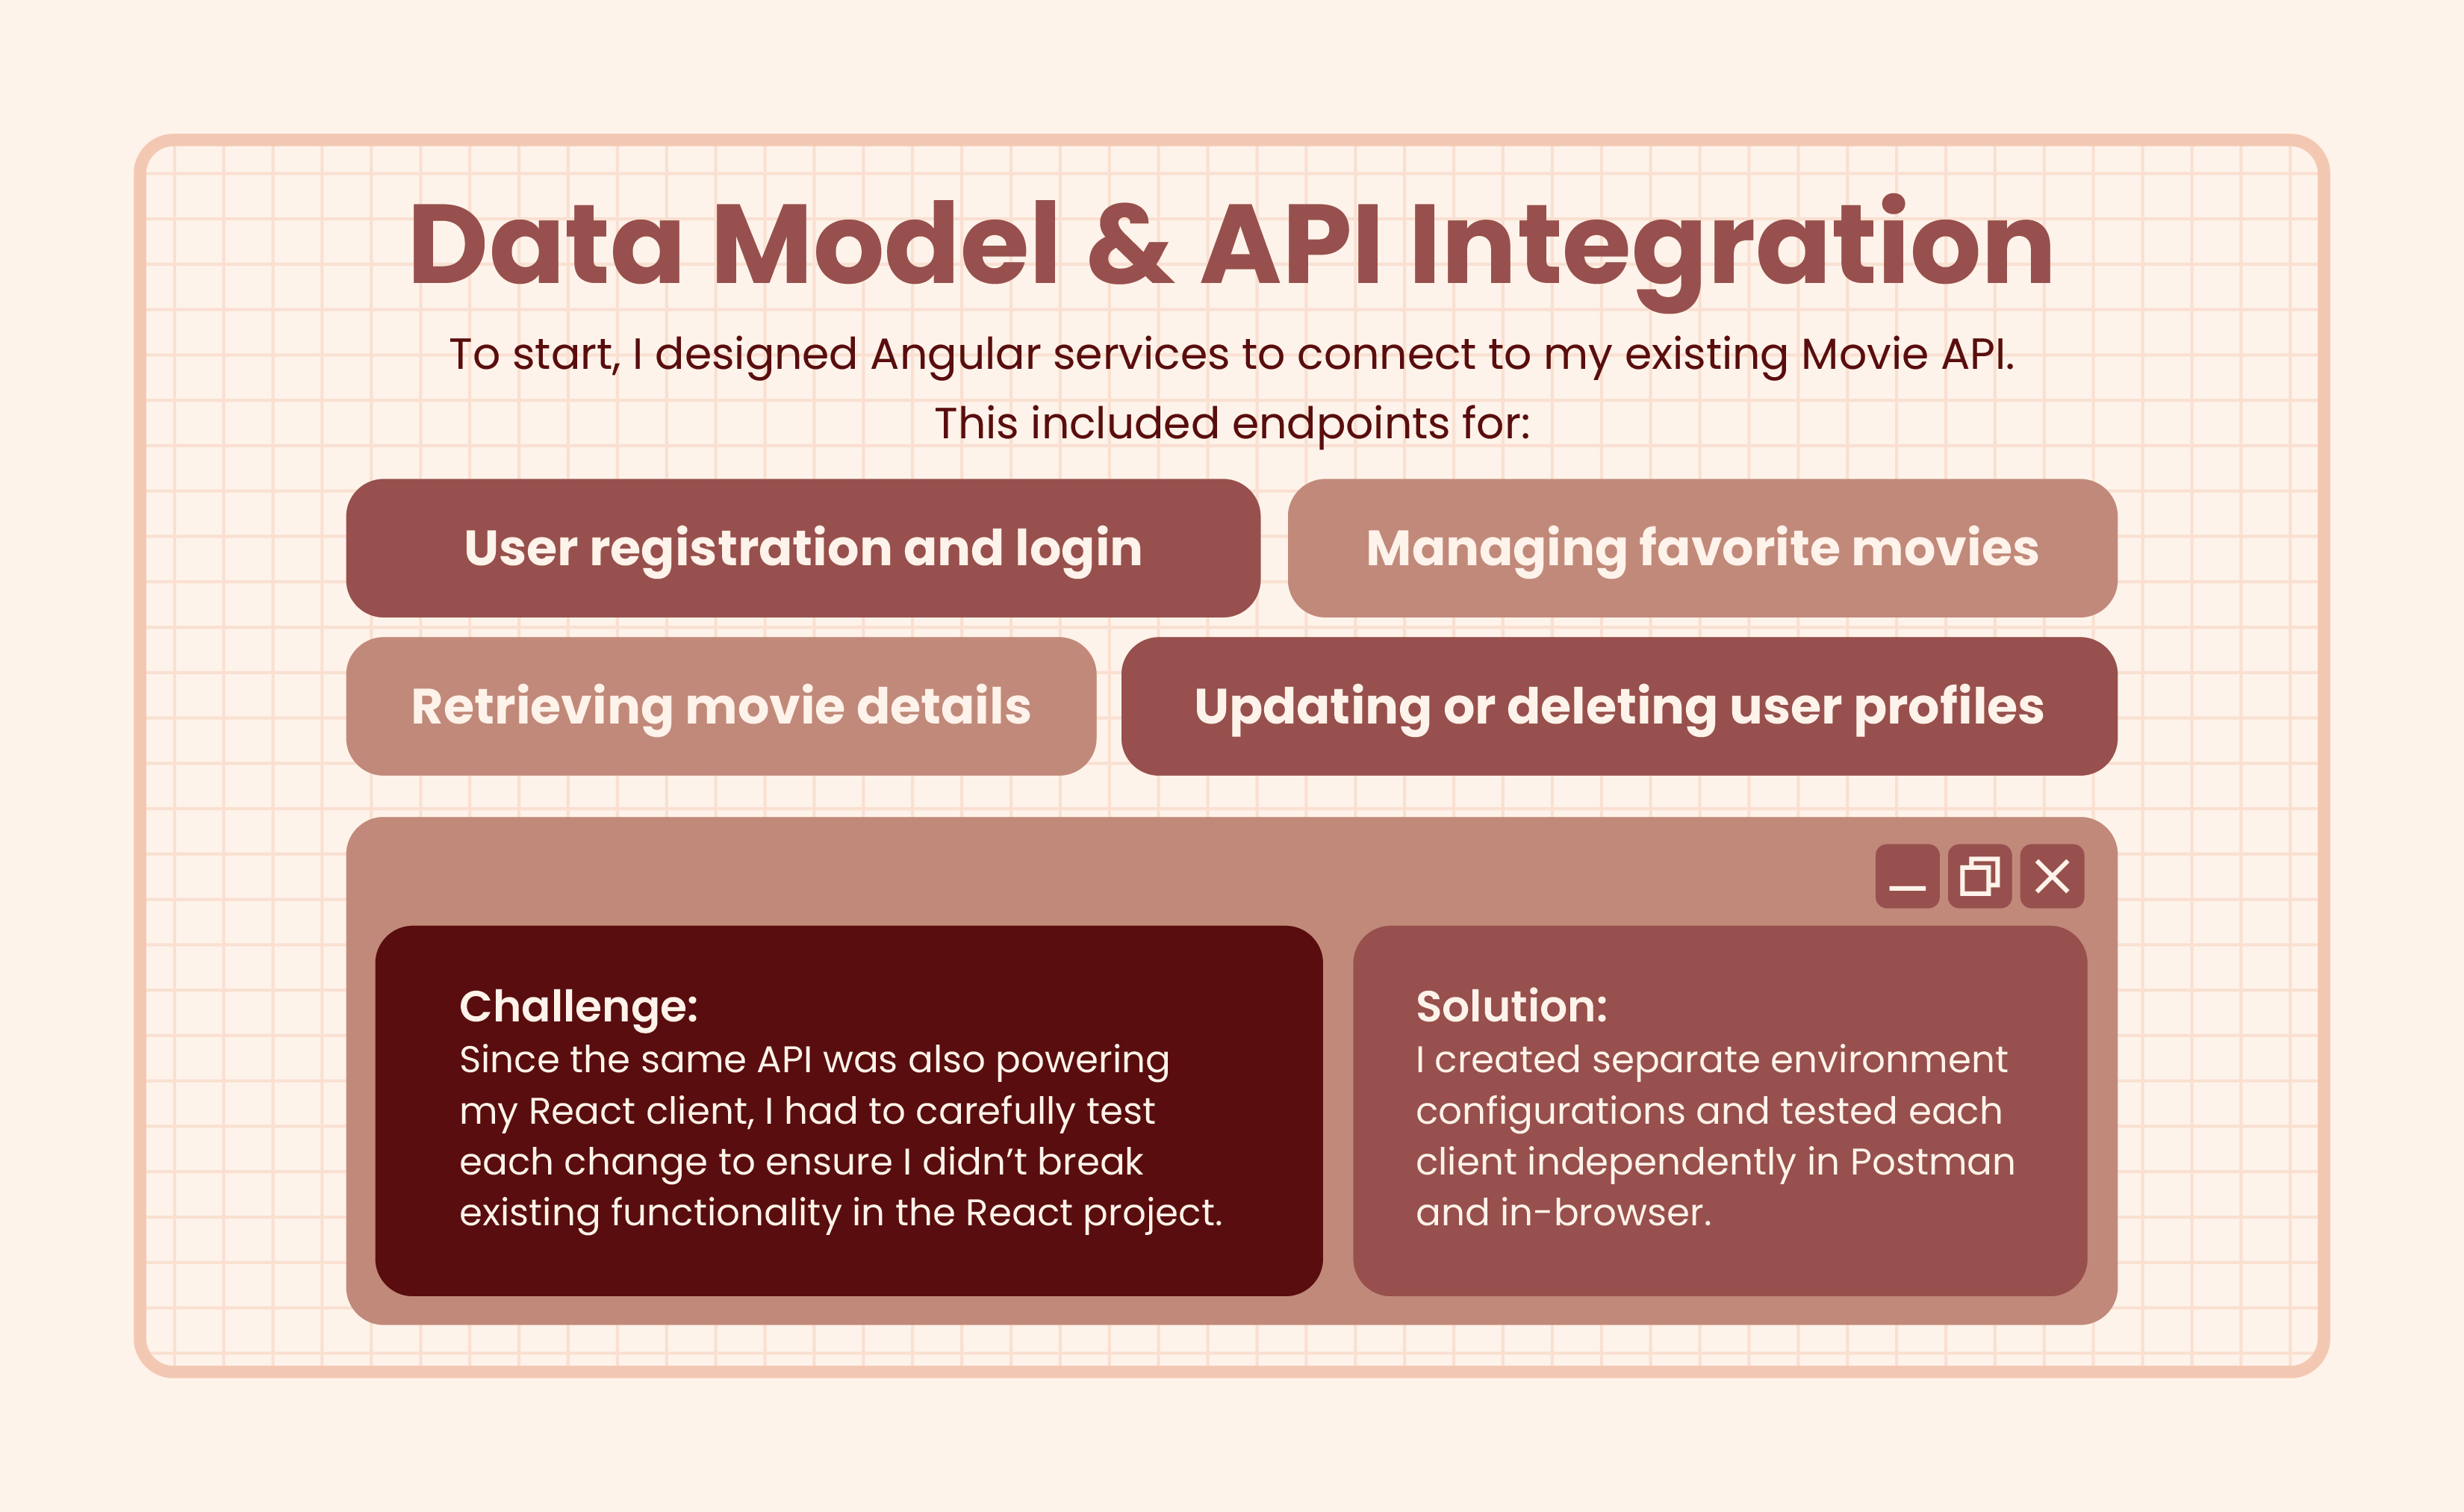 Data Model & API Integration
To start, I designed Angular services to connect to my existing Movie API.
This included endpoints for:
User registration and login
Managing favorite movies
Retrieving movie details
Updating or deleting user profiles
Challenge:
Since the same API was also powering
my React client, I had to carefully test
each change to ensure I didn’t break
existing functionality in the React project.
Solution:
I created separate environment
configurations and tested each
client independently in Postman
and in-browser.